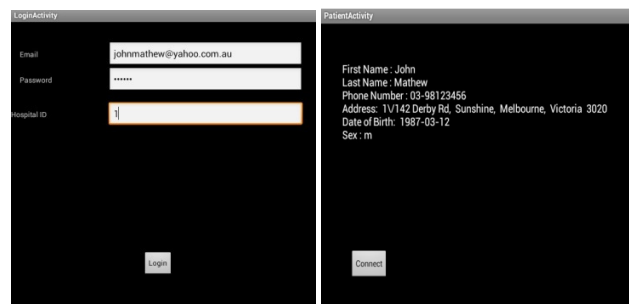 LoginActivity
Email
johnmathew@yahoo.com.au
Password
••••••
Hospital ID
1
Login
PatientActivity
First Name : John
Last Name : Mathew
Phone Number : 03-98123456
Address: 1\/142 Derby Rd, Sunshine, Melbourne, Victoria 3020
Date of Birth: 1987-03-12
Sex : m
Connect